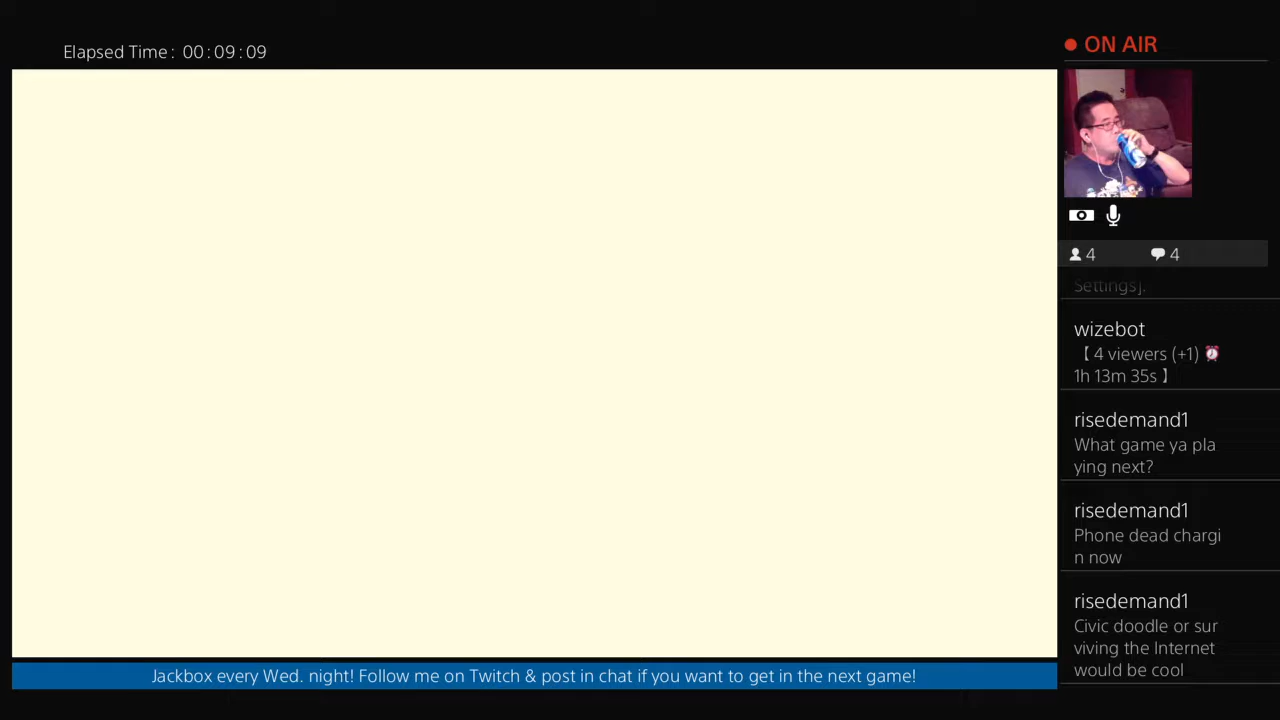 Elapsed Time: 00:09:09
ON AIR
4 4
Settings].
wizebot
【 4 viewers (+1) ⏰
1h 13m 35s 】
risedemand1
What game ya pla
ying next?
risedemand1
Phone dead chargi
n now
risedemand1
Civic doodle or sur
viving the Internet
would be cool
Jackbox every Wed. night! Follow me on Twitch & post in chat if you want to get in the next game!